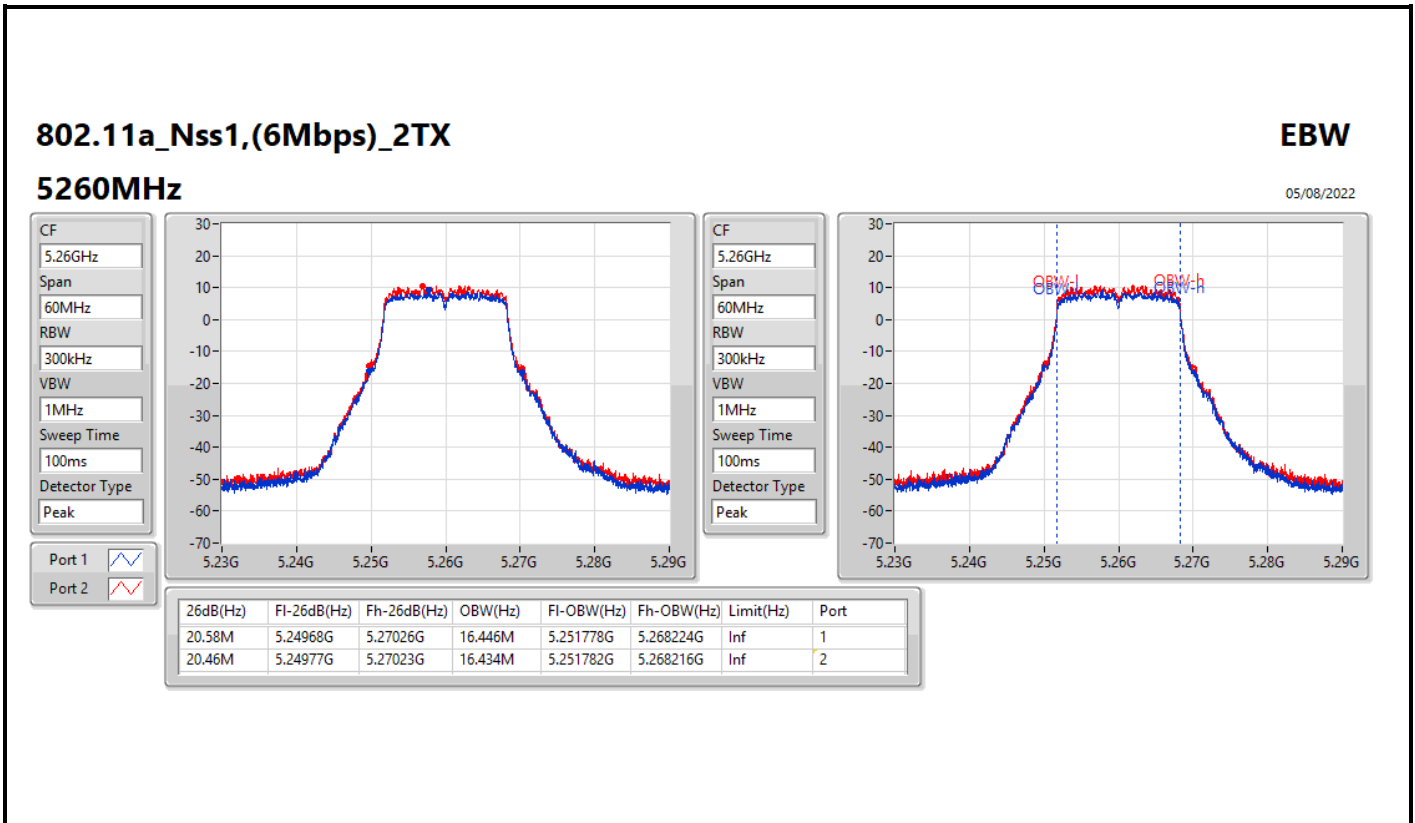 802.11a_Nss1,(6Mbps)_2TX
EBW
5260MHz
05/08/2022
CF
5.26GHz
Span
60MHz
RBW
300kHz
VBW
1MHz
Sweep Time
100ms
Detector Type
Peak
Port 1
Port 2
30
20
10
0
-10
-20
-30
-40
-50
-60
-70
5.23G 5.24G 5.25G 5.26G 5.27G 5.28G 5.29G
CF
5.26GHz
Span
60MHz
RBW
300kHz
VBW
1MHz
Sweep Time
100ms
Detector Type
Peak
30
20
10
0
-10
-20
-30
-40
-50
-60
-70
OBW-l OBW-h
OBW-l OBW-h
5.23G 5.24G 5.25G 5.26G 5.27G 5.28G 5.29G
26dB(Hz) Fl-26dB(Hz) Fh-26dB(Hz) OBW(Hz) Fl-OBW(Hz) Fh-OBW(Hz) Limit(Hz) Port
20.58M 5.24968G 5.27026G 16.446M 5.251778G 5.268224G Inf 1
20.46M 5.24977G 5.27023G 16.434M 5.251782G 5.268216G Inf 2